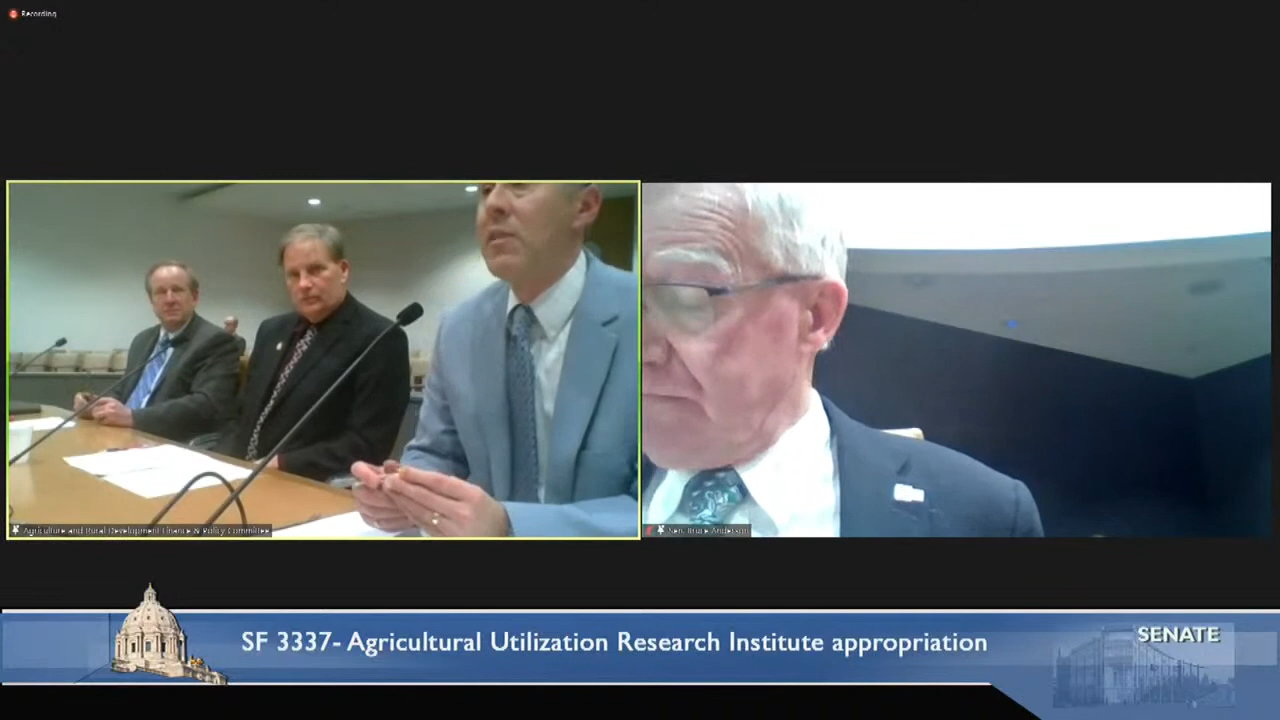 Recording
Agriculture and Rural Development Finance & Policy Committee
Sen. Bruce Anderson
SF 3337- Agricultural Utilization Research Institute appropriation
SENATE